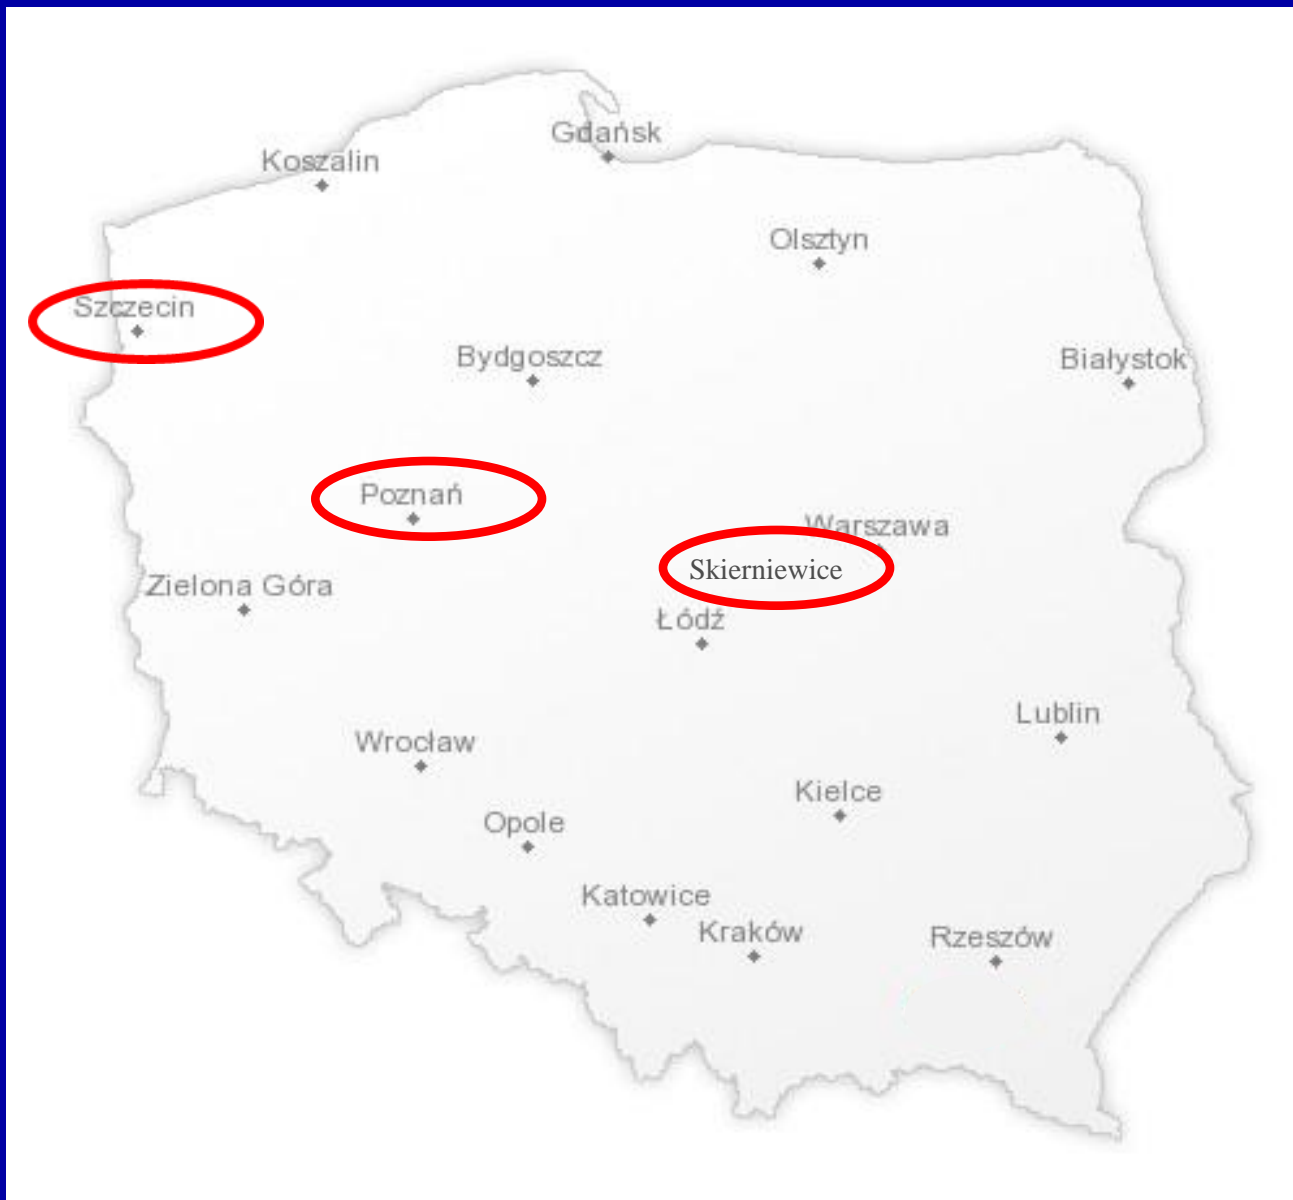 Gdańsk
Koszalin
Olsztyn
Szczecin
Bydgoszcz
Białystok
Poznań
Warszawa
Skierniewice
Zielona Góra
Łódź
Lublin
Wrocław
Kielce
Opole
Katowice
Kraków
Rzeszów